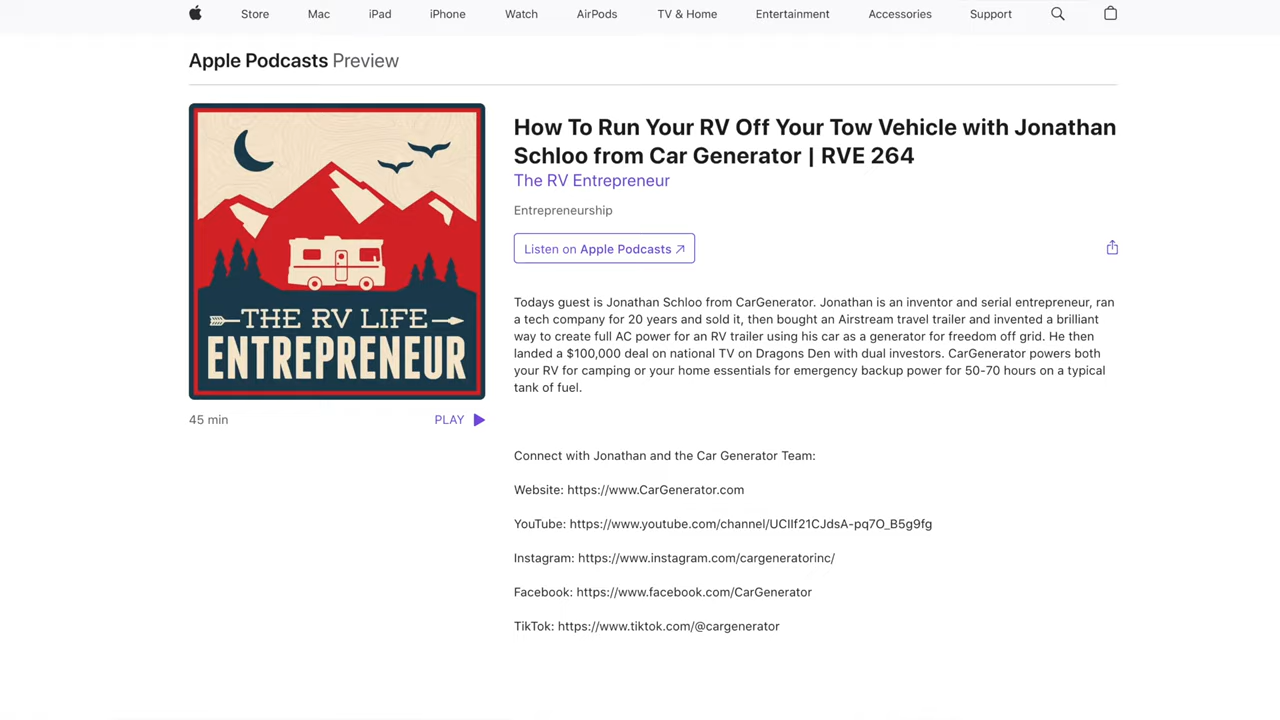 Store Mac iPad iPhone Watch AirPods TV & Home Entertainment Accessories Support
Apple Podcasts Preview
THE RV LIFE
ENTREPRENEUR
45 min PLAY
How To Run Your RV Off Your Tow Vehicle with Jonathan
Schloo from Car Generator | RVE 264
The RV Entrepreneur
Entrepreneurship
Listen on Apple Podcasts ↗
Todays guest is Jonathan Schloo from CarGenerator. Jonathan is an inventor and serial entrepreneur, ran
a tech company for 20 years and sold it, then bought an Airstream travel trailer and invented a brilliant
way to create full AC power for an RV trailer using his car as a generator for freedom off grid. He then
landed a $100,000 deal on national TV on Dragons Den with dual investors. CarGenerator powers both
your RV for camping or your home essentials for emergency backup power for 50-70 hours on a typical
tank of fuel.
Connect with Jonathan and the Car Generator Team:
Website: https://www.CarGenerator.com
YouTube: https://www.youtube.com/channel/UCIIf21CJdsA-pq7O_B5g9fg
Instagram: https://www.instagram.com/cargeneratorinc/
Facebook: https://www.facebook.com/CarGenerator
TikTok: https://www.tiktok.com/@cargenerator